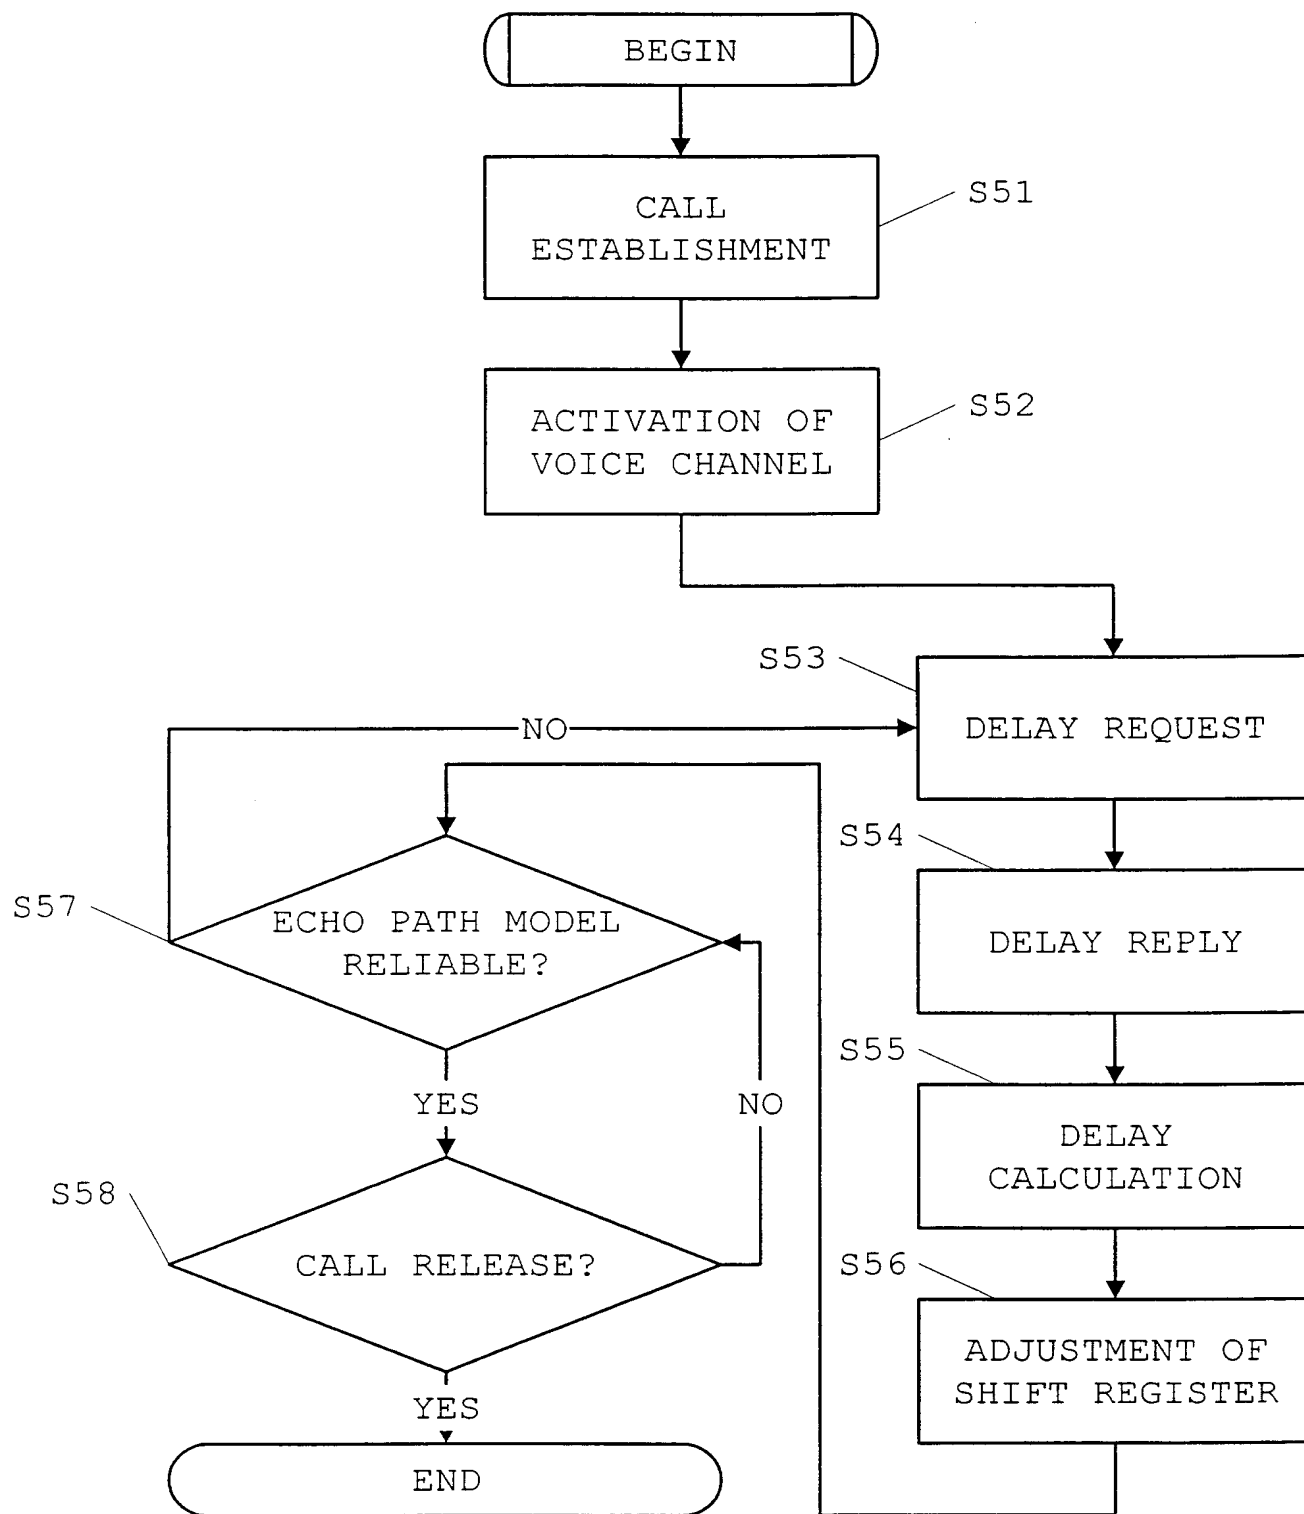 BEGIN
CALL
ESTABLISHMENT
S51
ACTIVATION OF
VOICE CHANNEL
S52
S53
DELAY REQUEST
NO
S54
DELAY REPLY
S57
ECHO PATH MODEL
RELIABLE?
S55
DELAY
CALCULATION
YES
NO
S58
CALL RELEASE?
S56
ADJUSTMENT OF
SHIFT REGISTER
YES
END